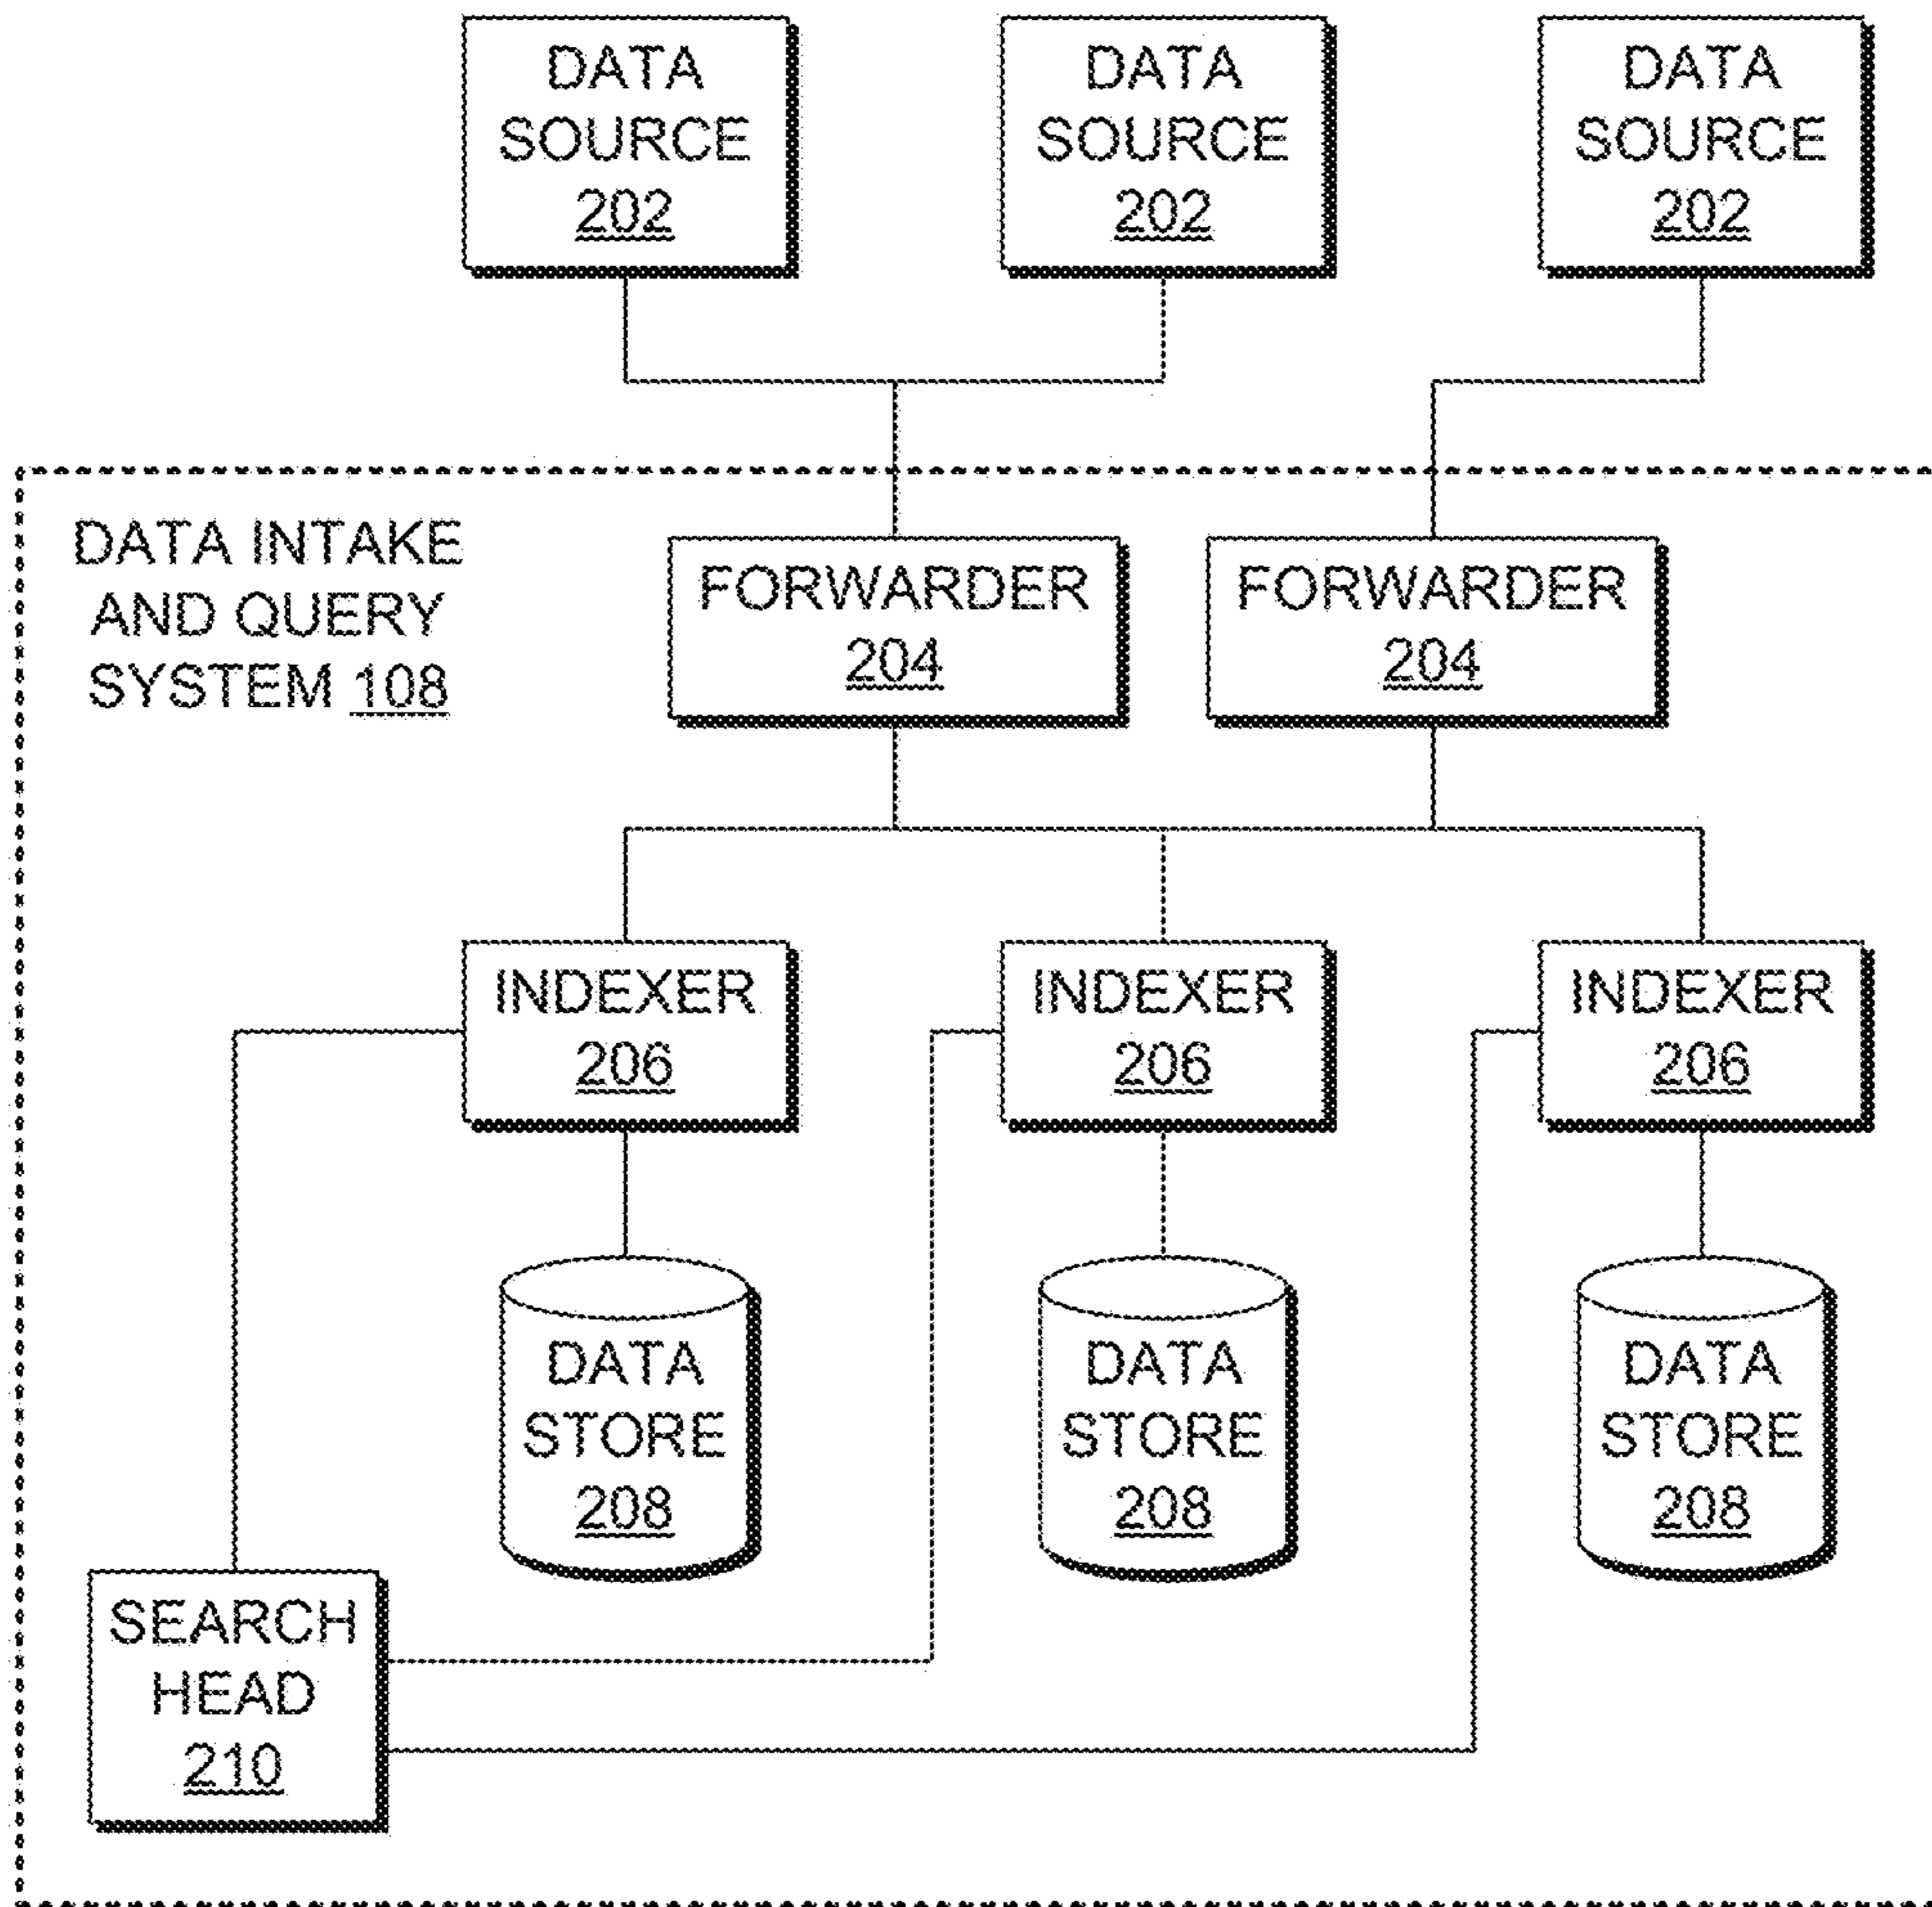 DATA
SOURCE
202
DATA
SOURCE
202
DATA
SOURCE
202
DATA INTAKE
AND QUERY
SYSTEM 108
FORWARDER
204
FORWARDER
204
INDEXER
206
INDEXER
206
INDEXER
206
DATA
STORE
208
DATA
STORE
208
DATA
STORE
208
SEARCH
HEAD
210